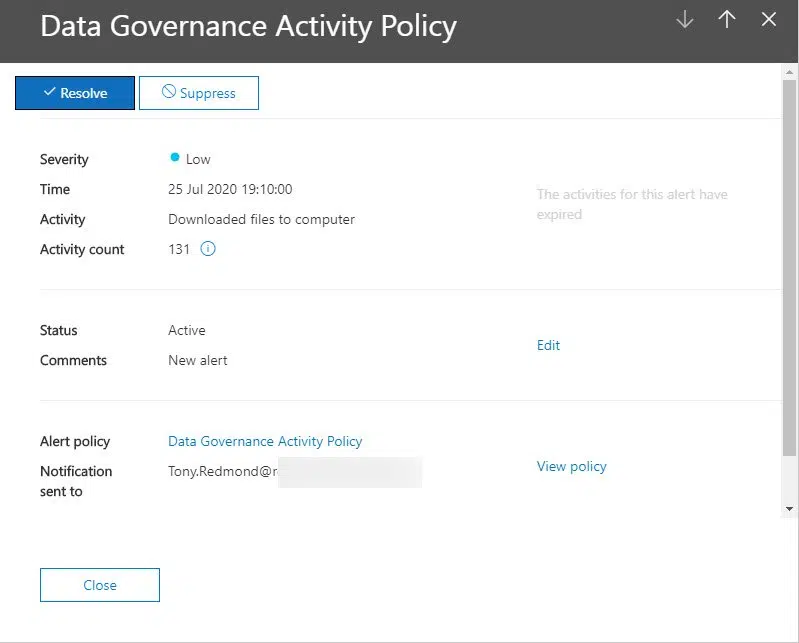 Data Governance Activity Policy
Resolve Suppress
Severity Low
Time 25 Jul 2020 19:10:00
The activities for this alert have
expired
Activity Downloaded files to computer
Activity count 131
Status Active
Edit
Comments New alert
Alert policy Data Governance Activity Policy
Notification
sent to
Tony.Redmond@r
View policy
Close